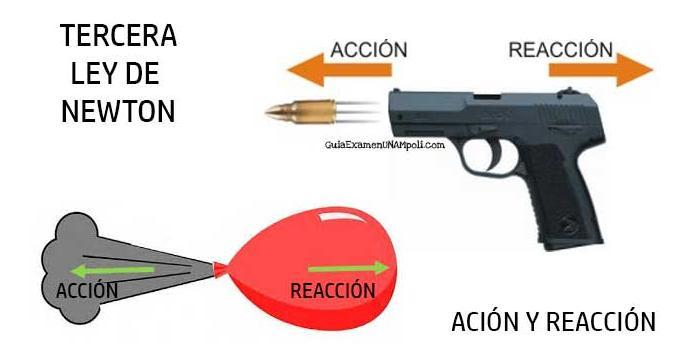 TERCERA
LEY DE
NEWTON
ACCIÓN
REACCIÓN
GuiaExamenUNAMpoli.com
ACCIÓN
REACCIÓN
ACIÓN Y REACCIÓN